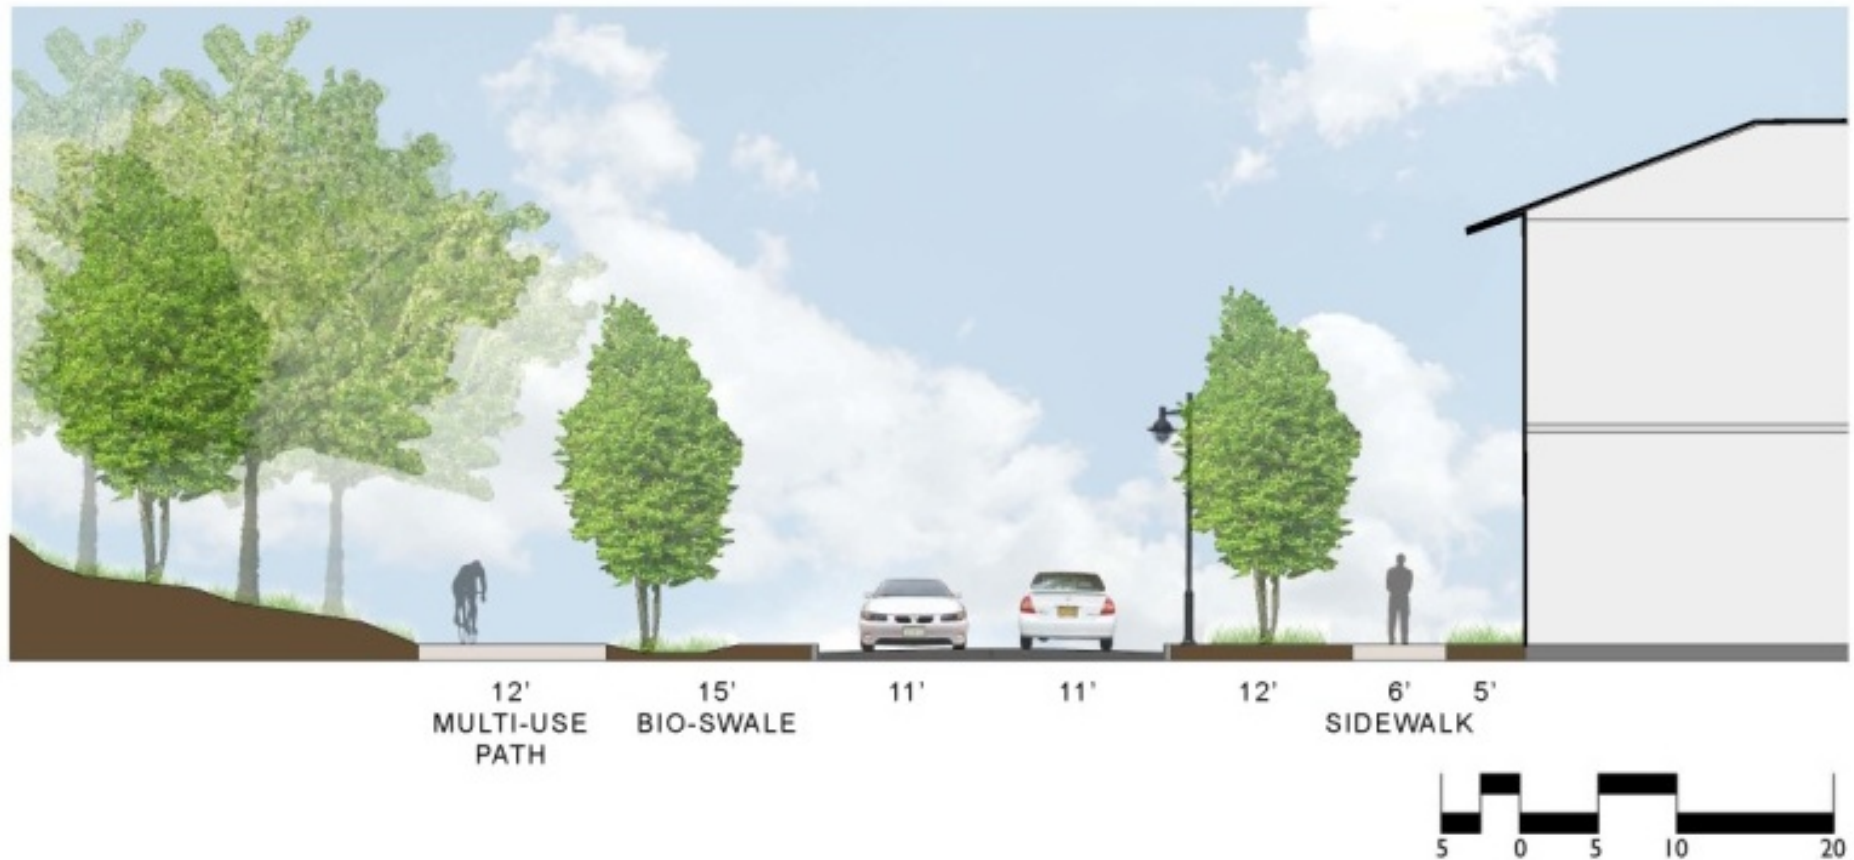 12' 15' 11' 11' 12' 6' 5'
MULTI-USE BIO-SWALE SIDEWALK
PATH
5 0 5 10 20